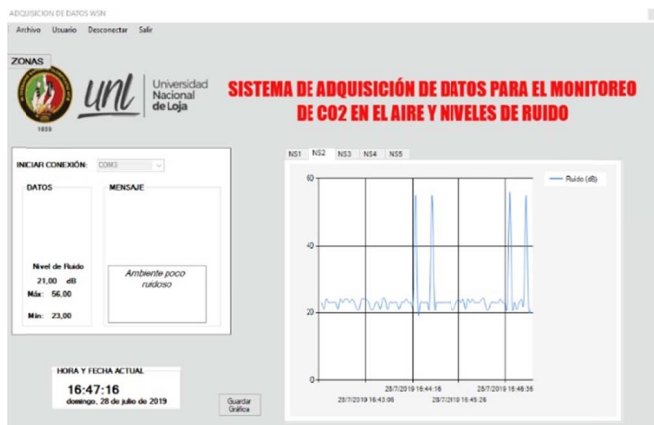 ADQUISICION DE DATOS WSN
Archivo Usuario Desconectar Salir
ZONAS
1859
unl
Universidad
Nacional
de Loja
SISTEMA DE ADQUISICIÓN DE DATOS PARA EL MONITOREO
DE CO2 EN EL AIRE Y NIVELES DE RUIDO
INICIAR CONEXIÓN: COM3
DATOS
MENSAJE
Nivel de Ruido
21,00 dB
Máx: 56.00
Min: 23,00
Ambiente poco
ruidoso
HORA Y FECHA ACTUAL
16:47:16
domingo, 28 de julio de 2019
Guardar
Gráfica
NS1 NS2 NS3 NS4 NS5
60
40
20
0
Ruido (dB)
28/7/2019 16:44:16 28/7/2019 16:46:36
28/7/2019 16:43:06 28/7/2019 16:45:26